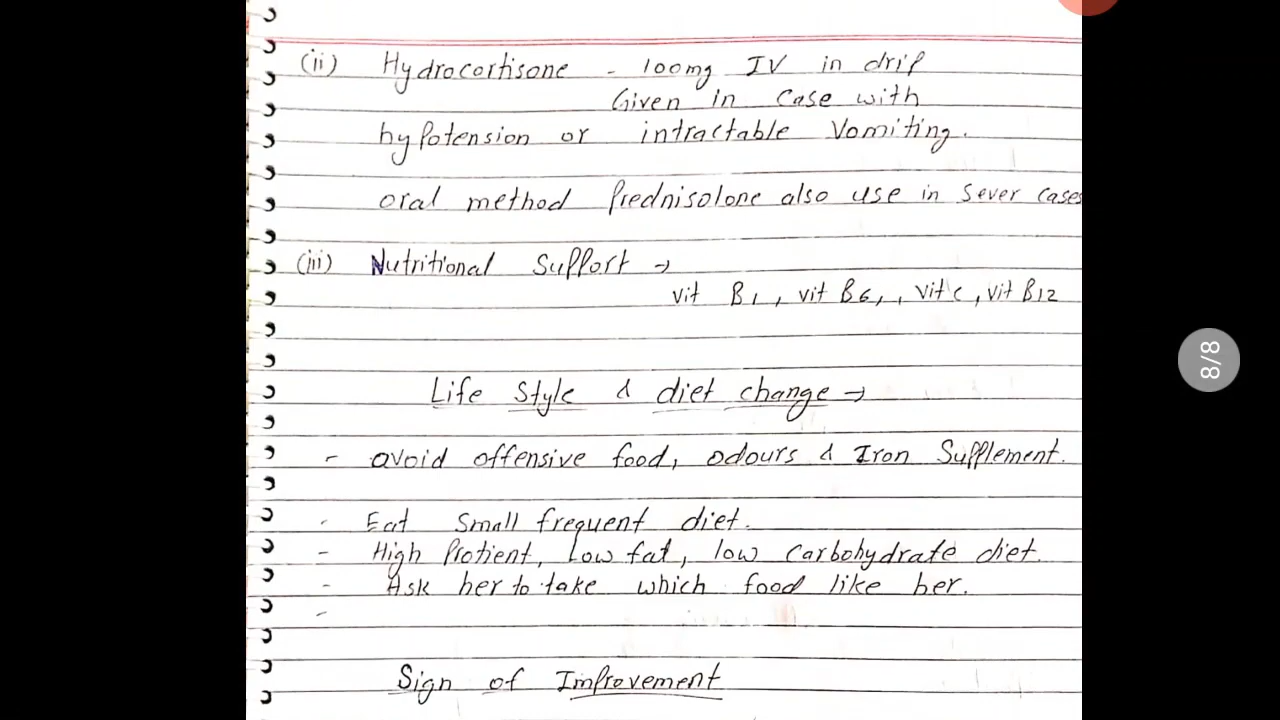 (ii) Hydrocortisone - 100mg IV in drip
Given in case with
hypotension or intractable Vomiting.
oral method Prednisolone also use in Sever cases
(iii) Nutritional Support →
vit B1, vit B6,, vit c, vit B12
Life Style & diet change →
- avoid offensive food, odours & Iron Supplement.
- Eat small frequent diet.
- High Protient, Low fat, low carbohydrate diet.
- Ask her to take which food like her.
-
Sign of Improvement
8/8